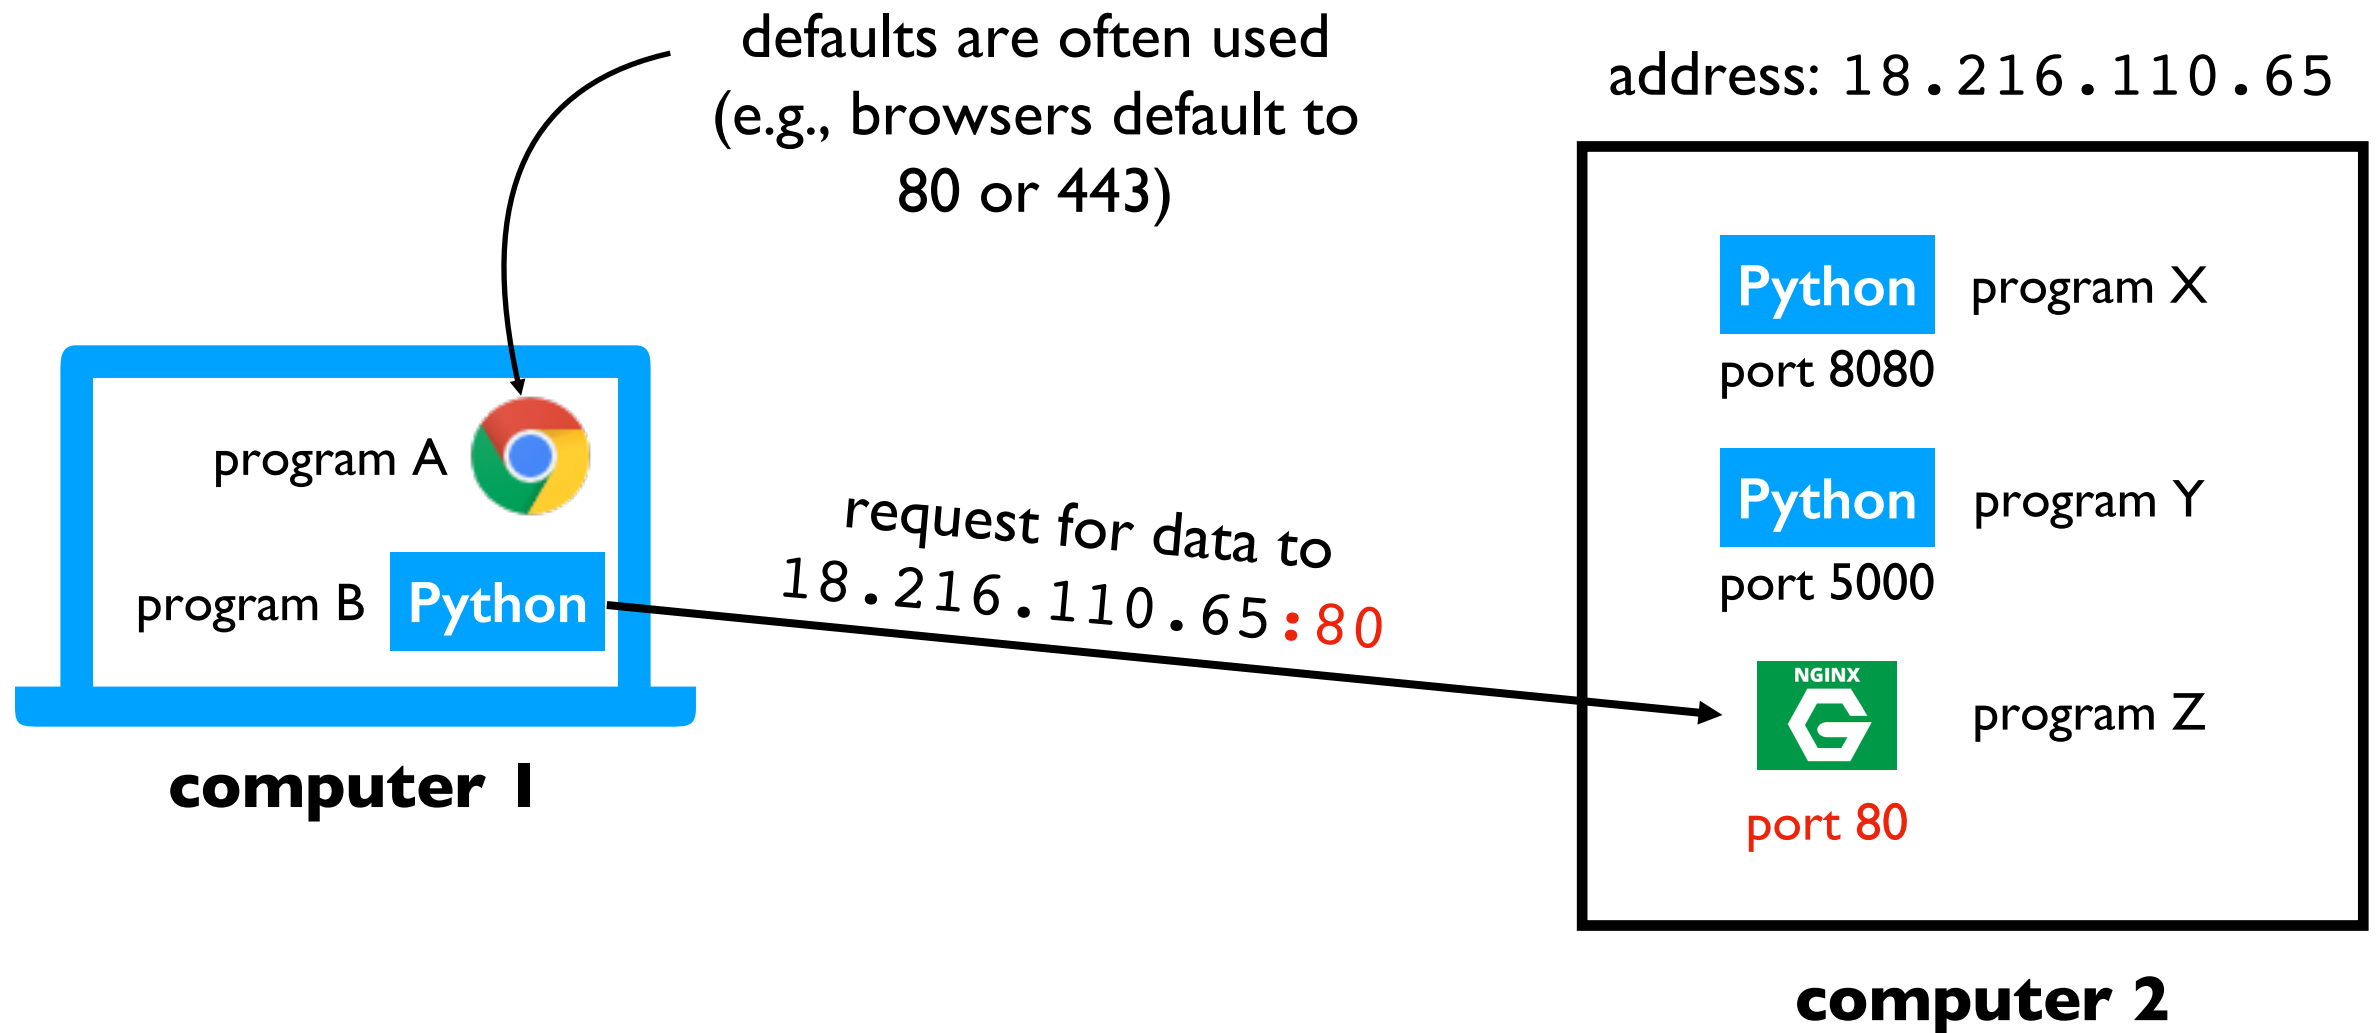 defaults are often used
(e.g., browsers default to
80 or 443)
address: 18.216.110.65
program A
program B
Python
computer 1
request for data to
18.216.110.65:80
Python
program X
port 8080
Python
program Y
port 5000
NGINX
G
program Z
port 80
computer 2